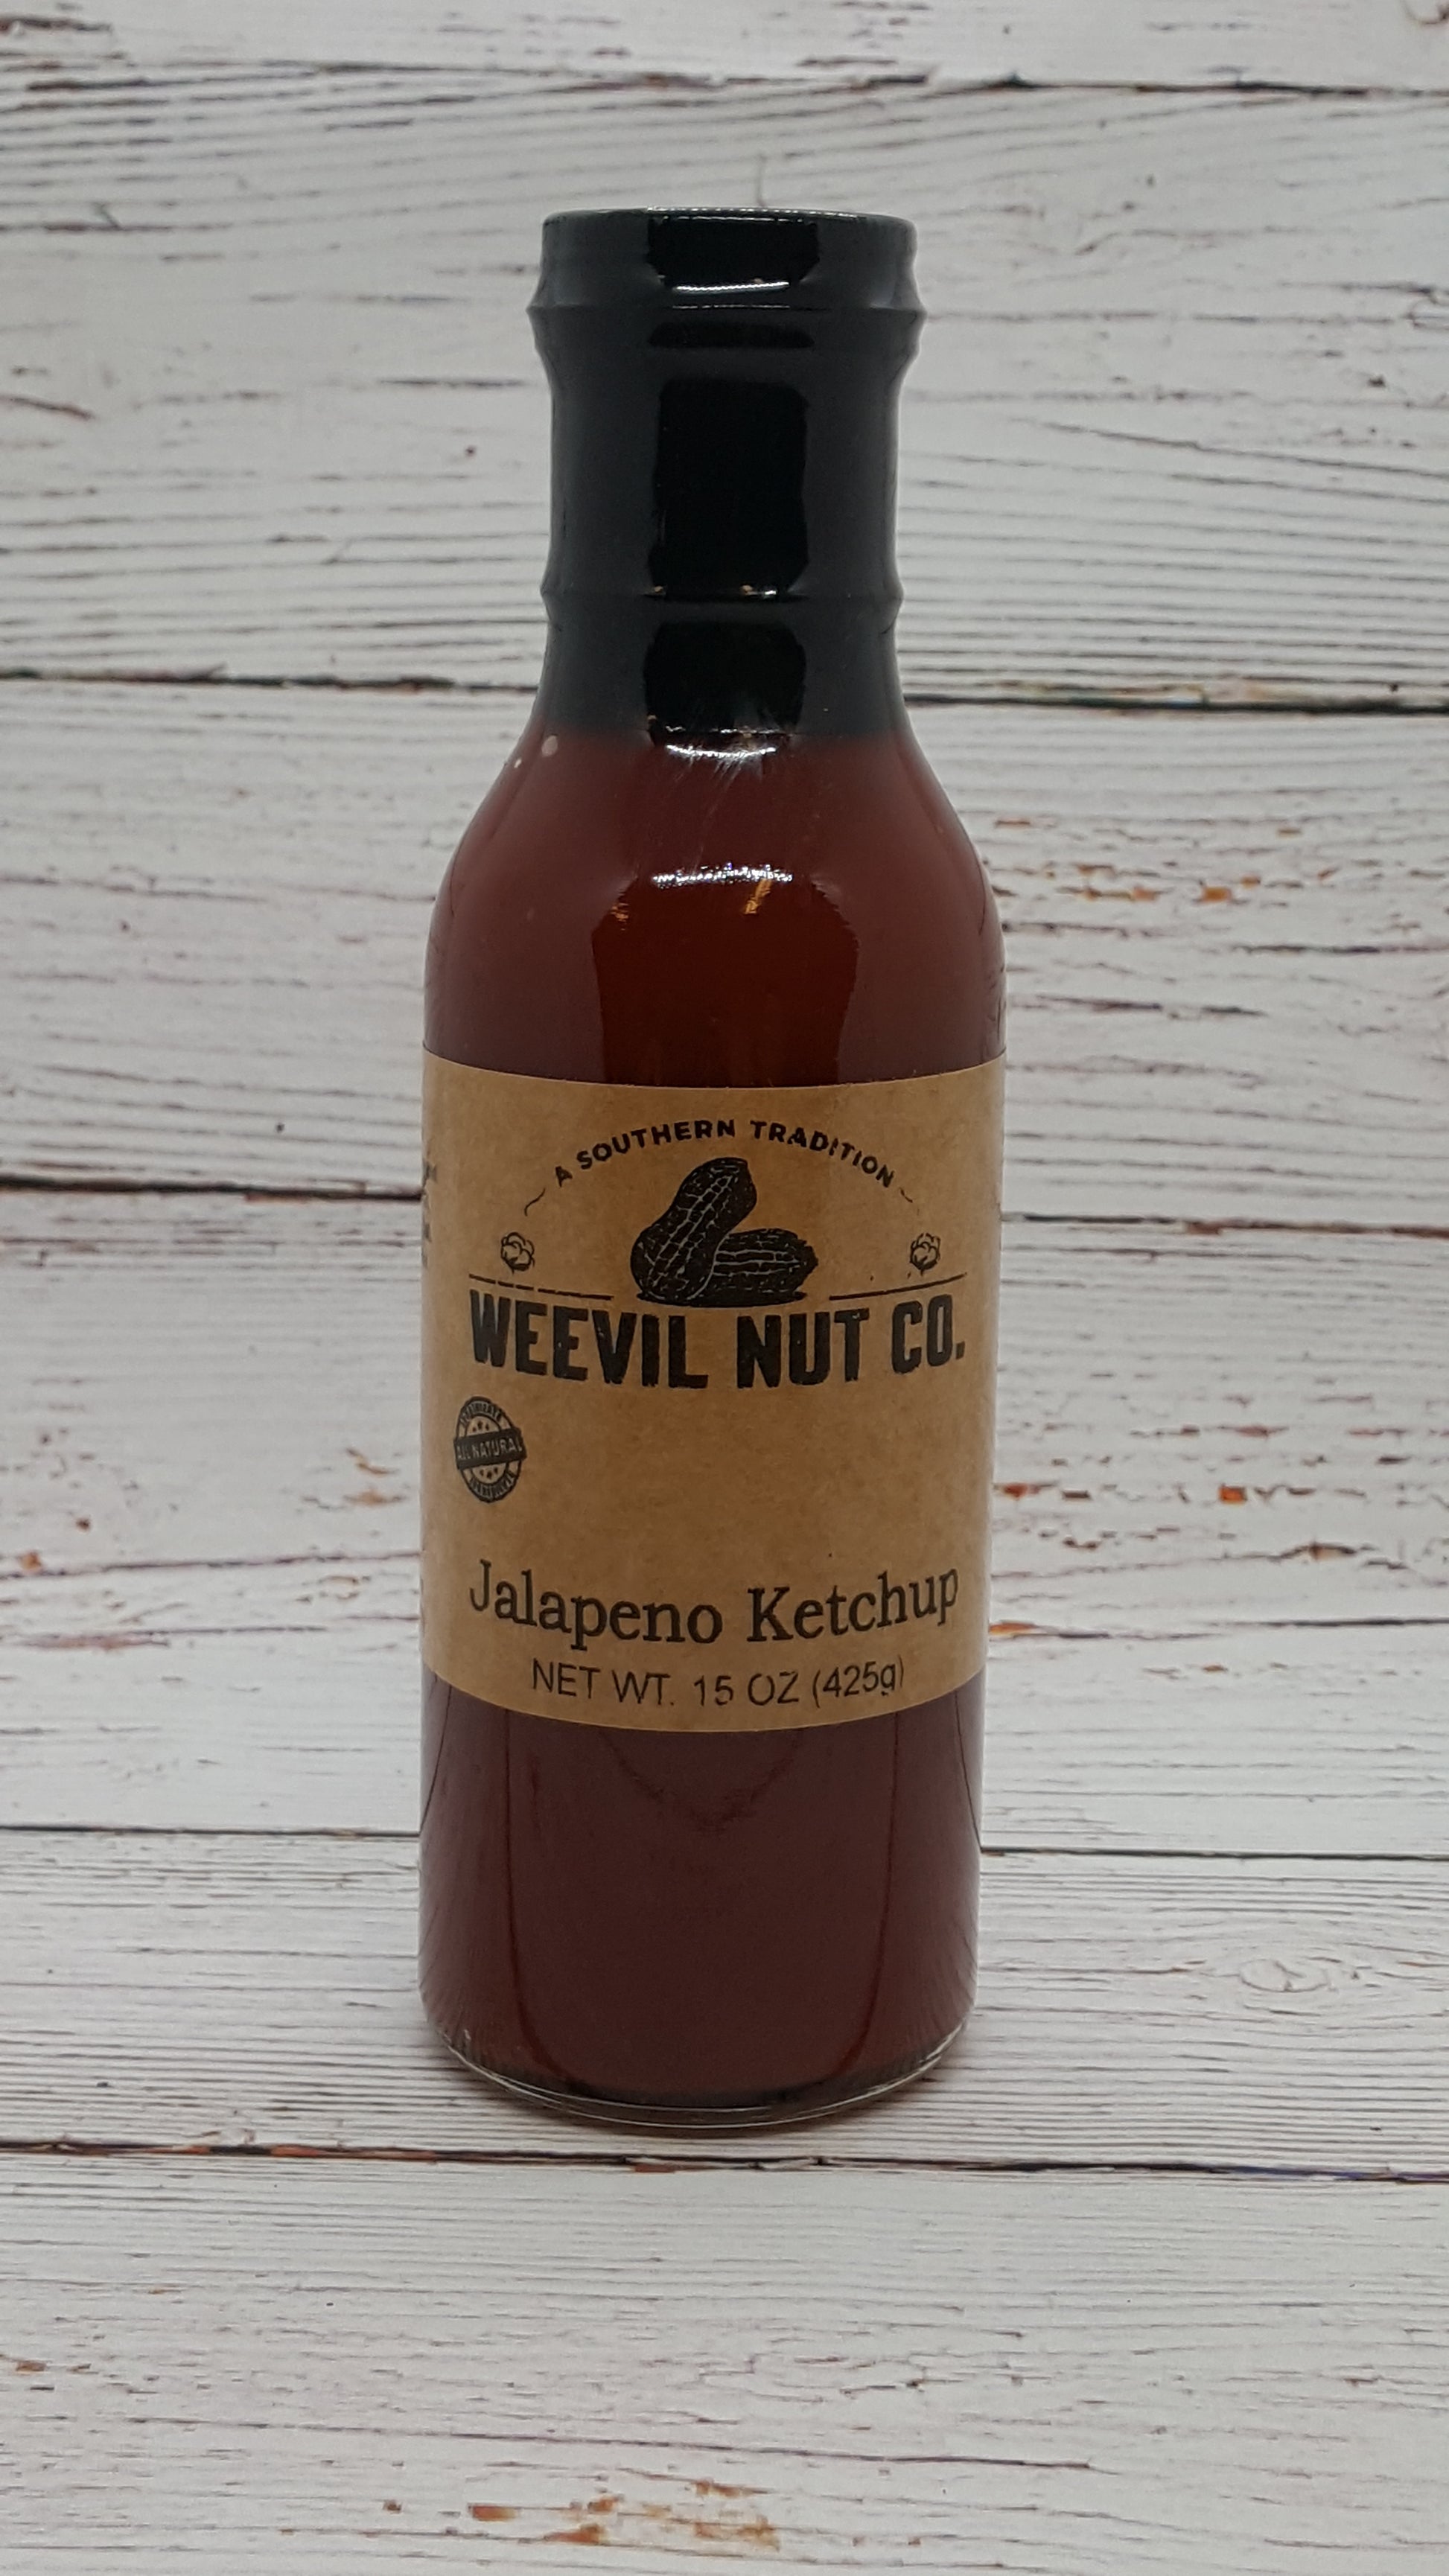 A SOUTHERN TRADITION
WEEVIL NUT CO.
ALL NATURAL
Jalapeno Ketchup
NET WT. 15 OZ (425g)